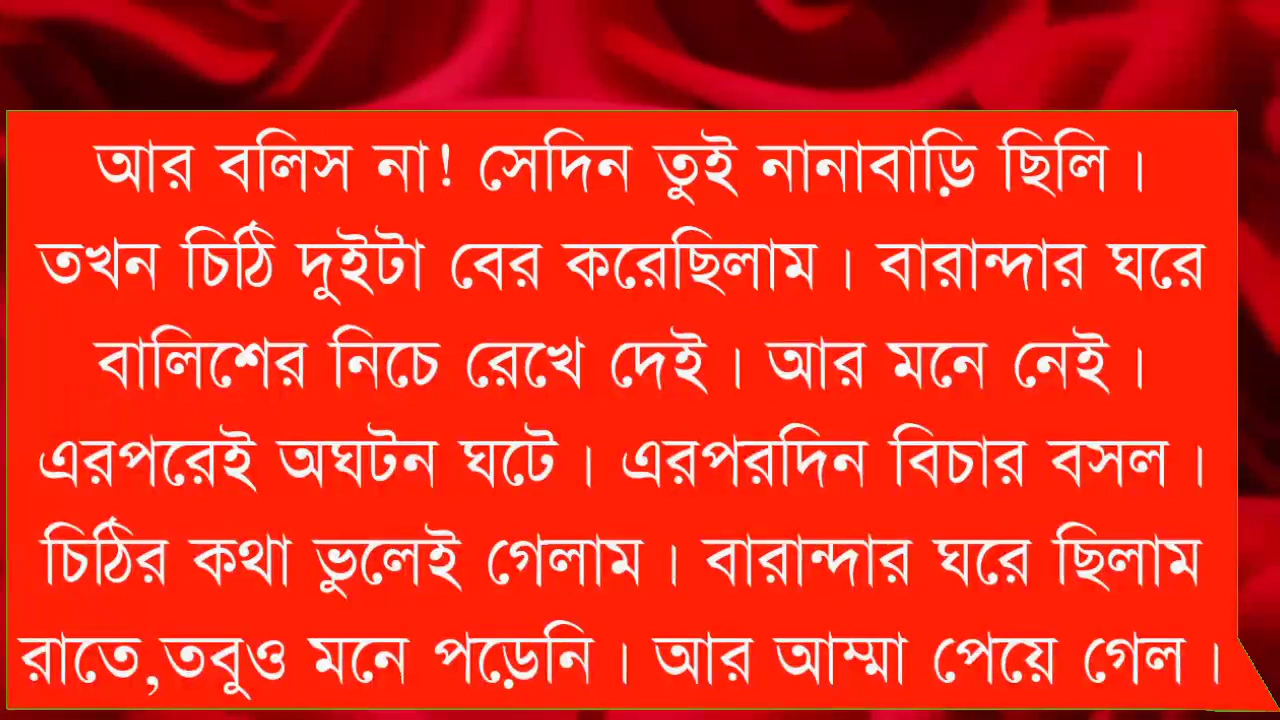 আর বলিস না! সেদিন তুই নানাবাড়ি ছিলি।
তখন চিঠি দুইটা বের করেছিলাম। বারান্দার ঘরে
বালিশের নিচে রেখে দেই। আর মনে নেই।
এরপরেই অঘটন ঘটে। এরপরদিন বিচার বসল।
চিঠির কথা ভুলেই গেলাম। বারান্দার ঘরে ছিলাম
রাতে,তবুও মনে পড়েনি। আর আম্মা পেয়ে গেল।